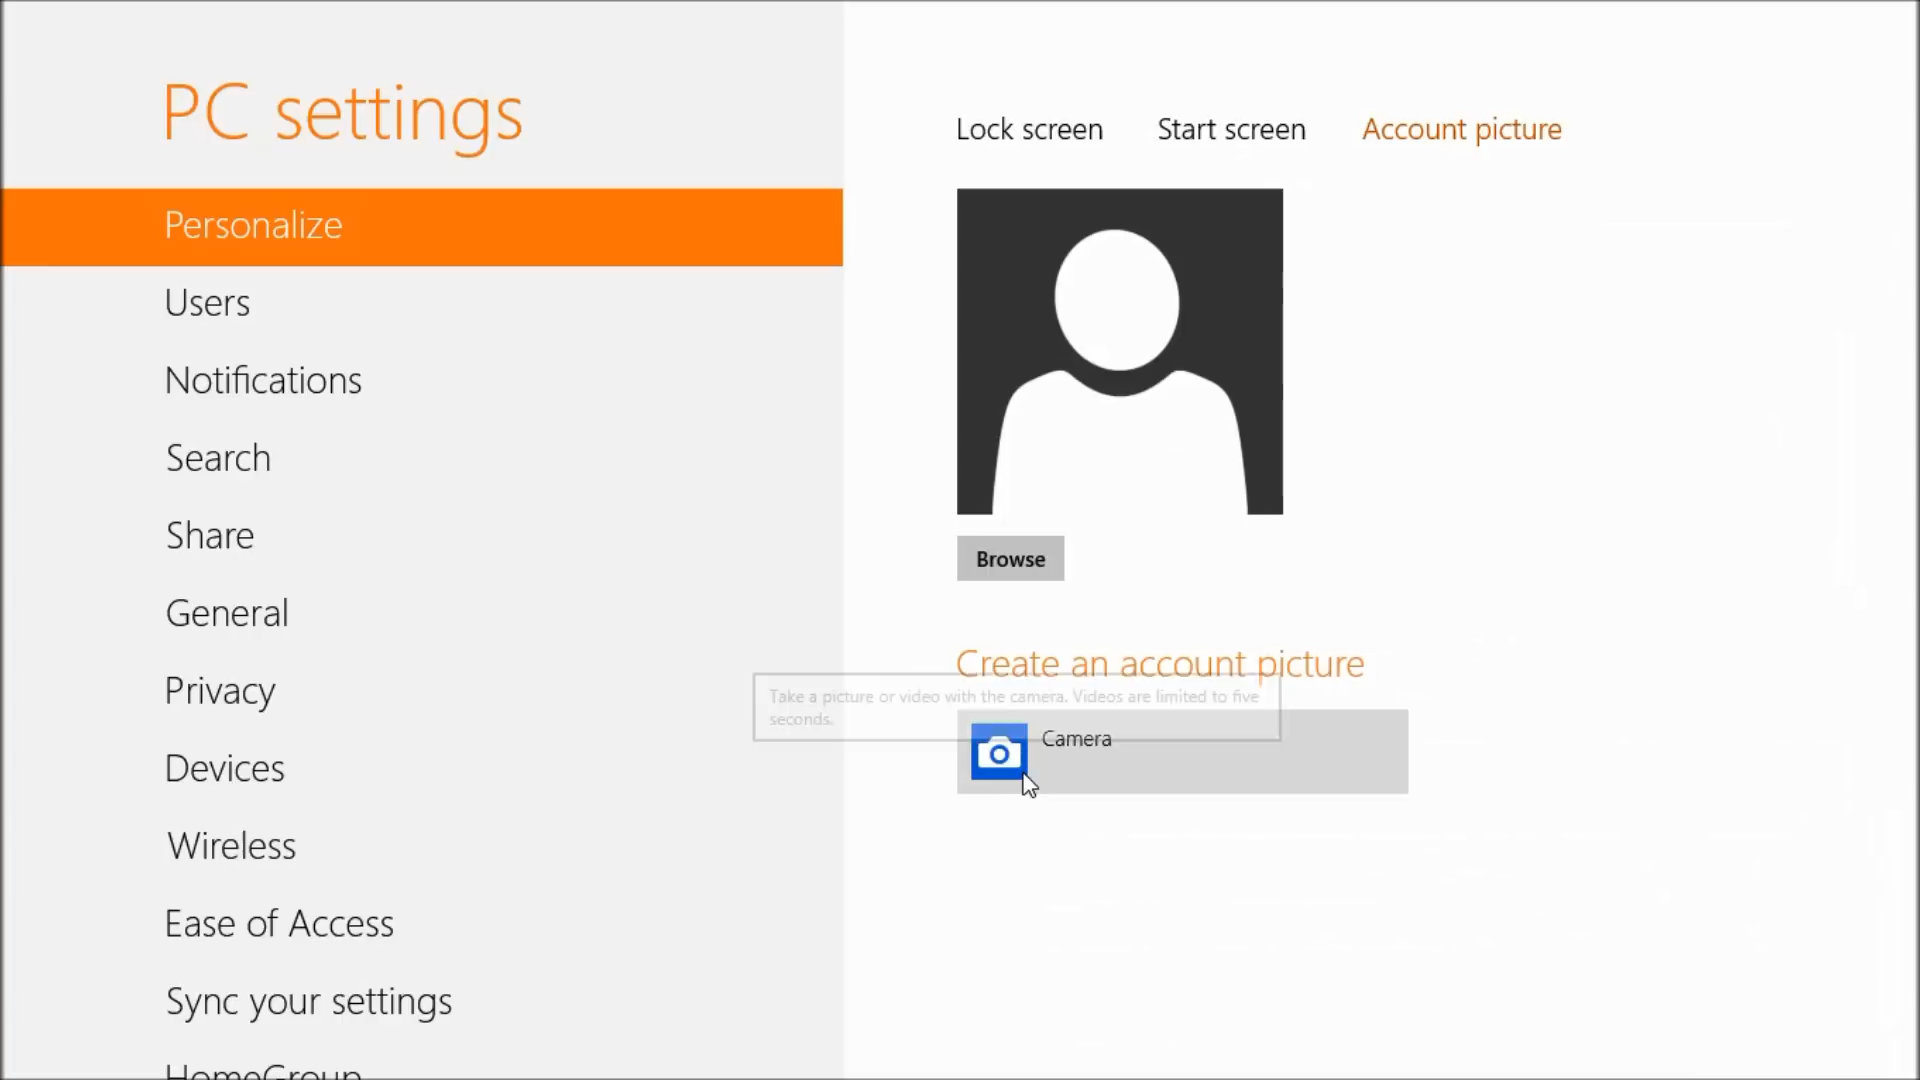 PC settings
Personalize
Users
Notifications
Search
Share
General
Privacy
Devices
Wireless
Ease of Access
Sync your settings
HomeGroup
Lock screen
Start screen
Account picture
Browse
Create an account picture
Take a picture or video with the camera. Videos are limited to five
seconds.
Camera